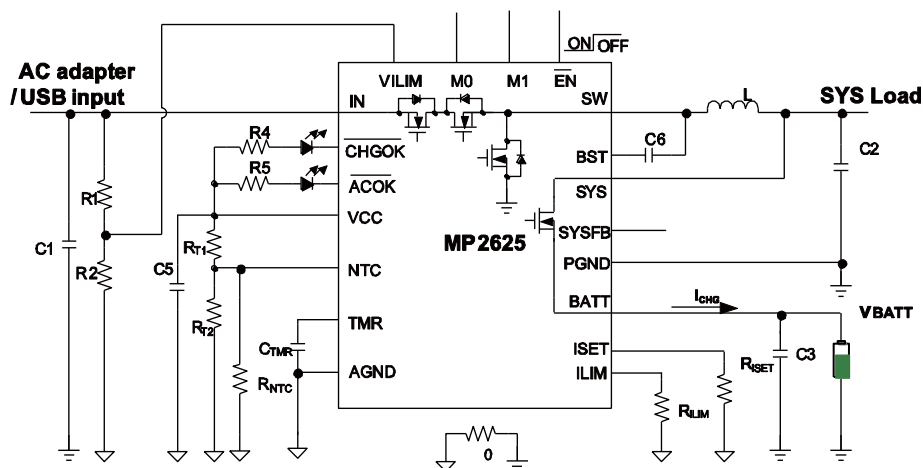 ON OFF
AC adapter
/ USB input
VILIM M0 M1 EN
IN SW
SYS Load
L
R4
CHGOK
C6
BST
C2
R5
ACOK
SYS
R1
VCC
SYSFB
MP2625
C1
RT1
R2
C5
NTC
PGND
BATT
ICHG
VBATT
RT2
TMR
CTMR
ISET
RISET
C3
RNTC
AGND
ILIM
RILIM
0